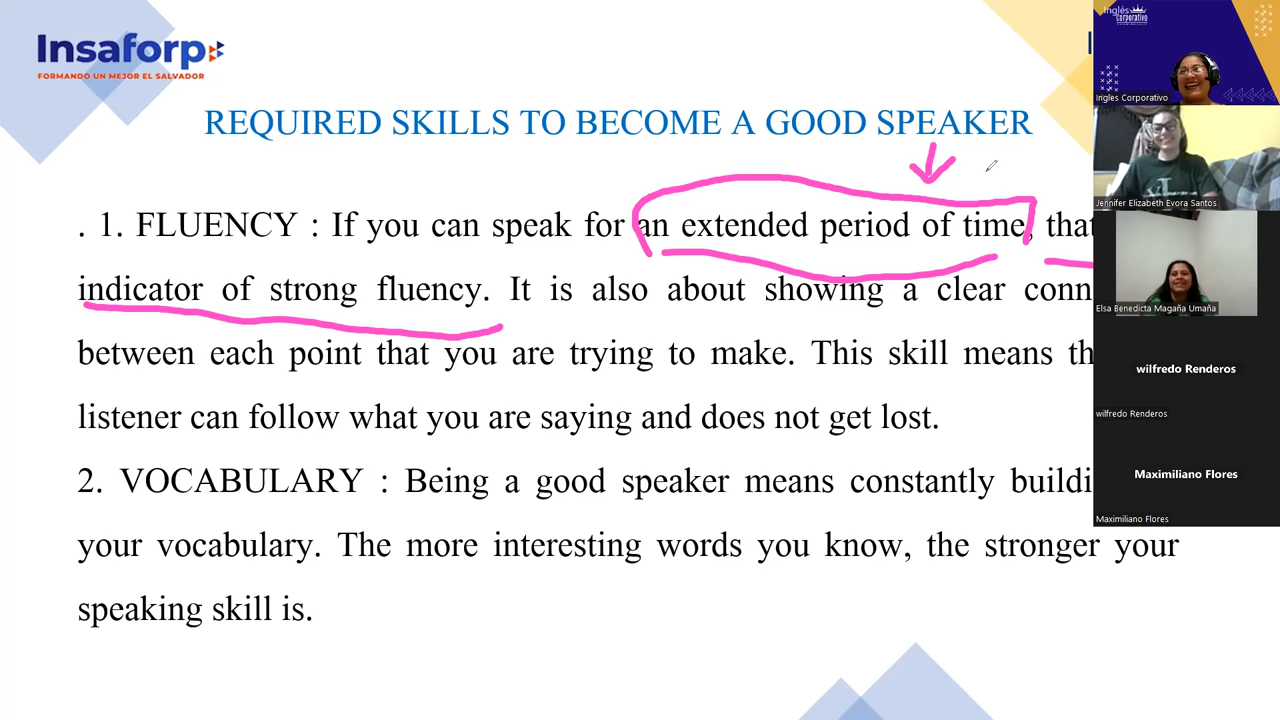 Insaforp
FORMANDO UN MEJOR EL SALVADOR
REQUIRED SKILLS TO BECOME A GOOD SPEAKER
. 1. FLUENCY : If you can speak for an extended period of time, that
indicator of strong fluency. It is also about showing a clear conn
between each point that you are trying to make. This skill means th
listener can follow what you are saying and does not get lost.
2. VOCABULARY : Being a good speaker means constantly buildi
your vocabulary. The more interesting words you know, the stronger your
speaking skill is.
Inglés
Corporativo
Ingles Corporativo
Jennifer Elizabeth Evora Santos
Elsa Benedicta Magaña Umaña
wilfredo Renderos
wilfredo Renderos
Maximiliano Flores
Maximiliano Flores